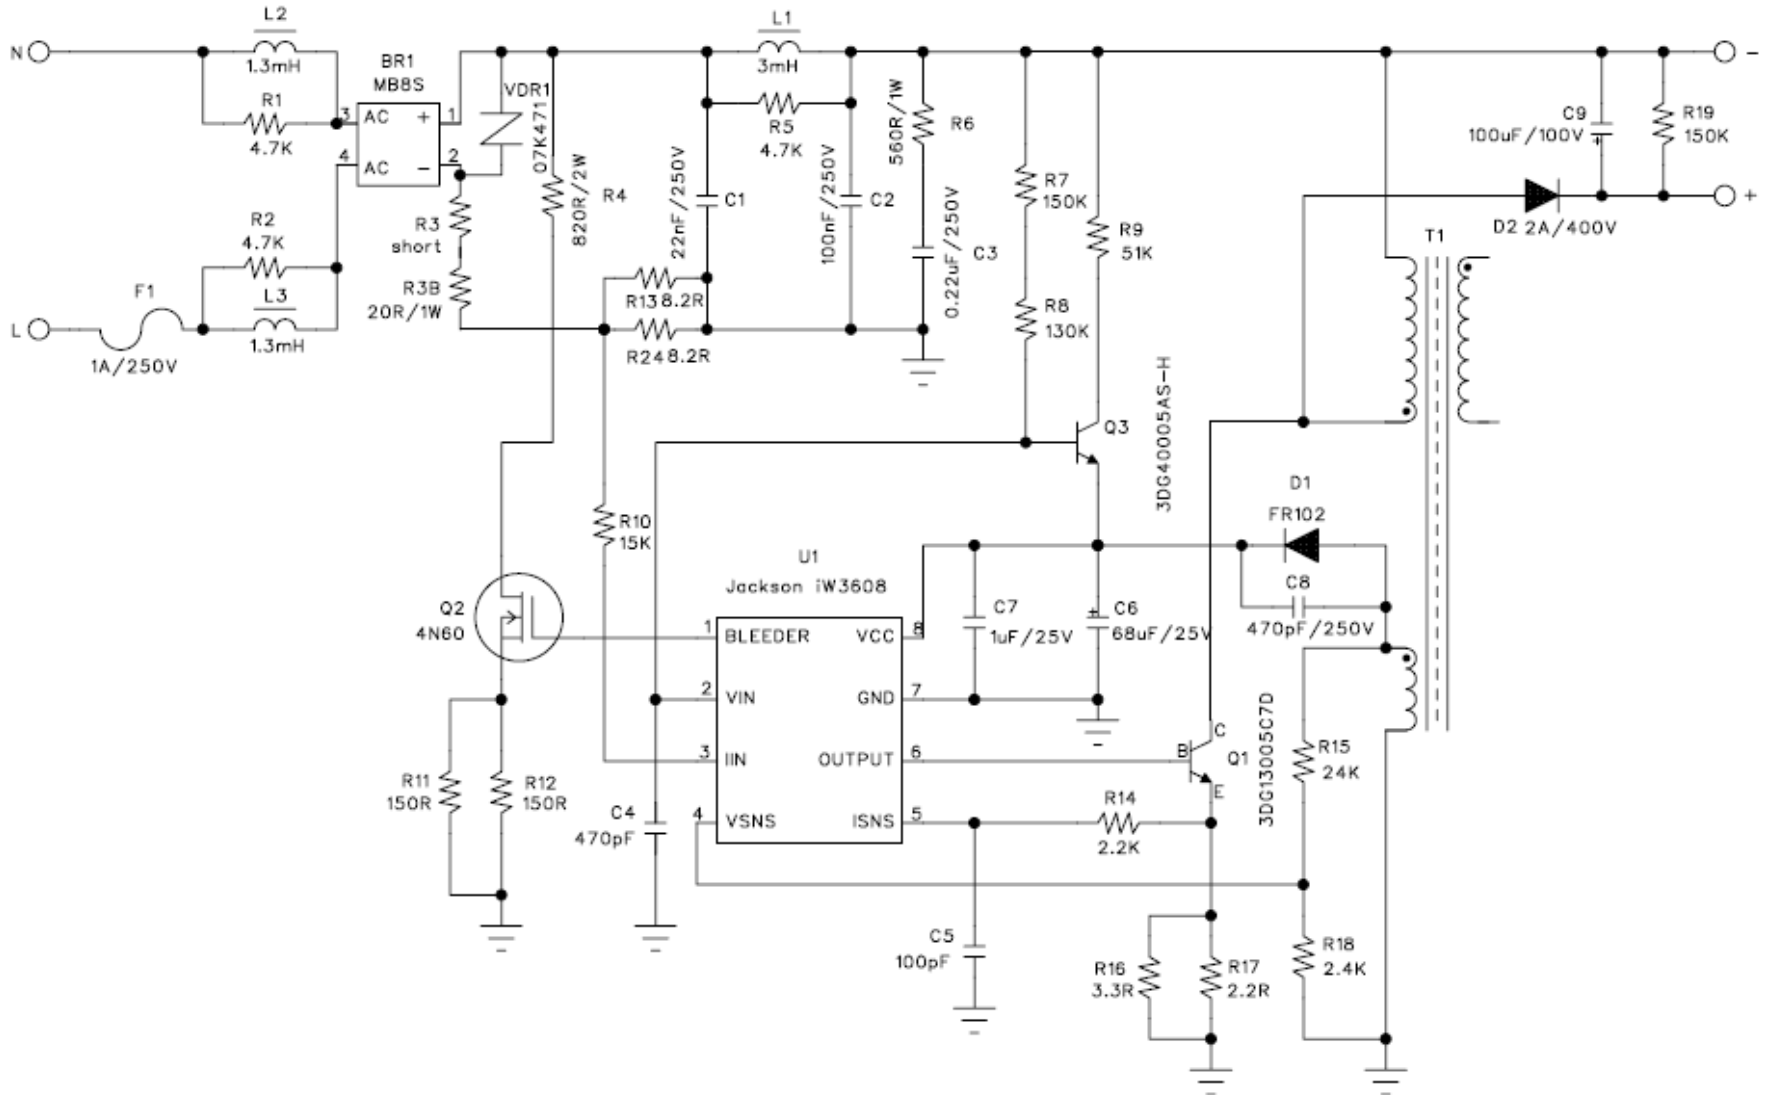 L2
1.3mH
N
R1
4.7K
BR1
MB8S
3
AC
+
1
4
AC
-
2
VDR1
07K471
R4
820R/2W
R3
short
R3B
20R/1W
R2
4.7K
L3
1.3mH
F1
L
1A/250V
L1
3mH
R5
4.7K
C1
22nF/250V
C2
100nF/250V
R6
560R/1W
C3
0.22uF/250V
R13 8.2R
R24 8.2R
R7
150K
R8
130K
R9
51K
Q3
3DG40005AS-H
C9
100uF/100V
+
R19
150K
-
+
D2 2A/400V
T1
D1
FR102
C8
470pF/250V
R10
15K
U1
Jackson iW3608
Q2
4N60
1
BLEEDER
VCC
8
2
VIN
GND
7
3
IIN
OUTPUT
6
4
VSNS
ISNS
5
C7
1uF/25V
+
C6
68uF/25V
R11
150R
R12
150R
C4
470pF
C5
100pF
R14
2.2K
B
C
E
Q1
3DG13005C7D
R15
24K
R16
3.3R
R17
2.2R
R18
2.4K